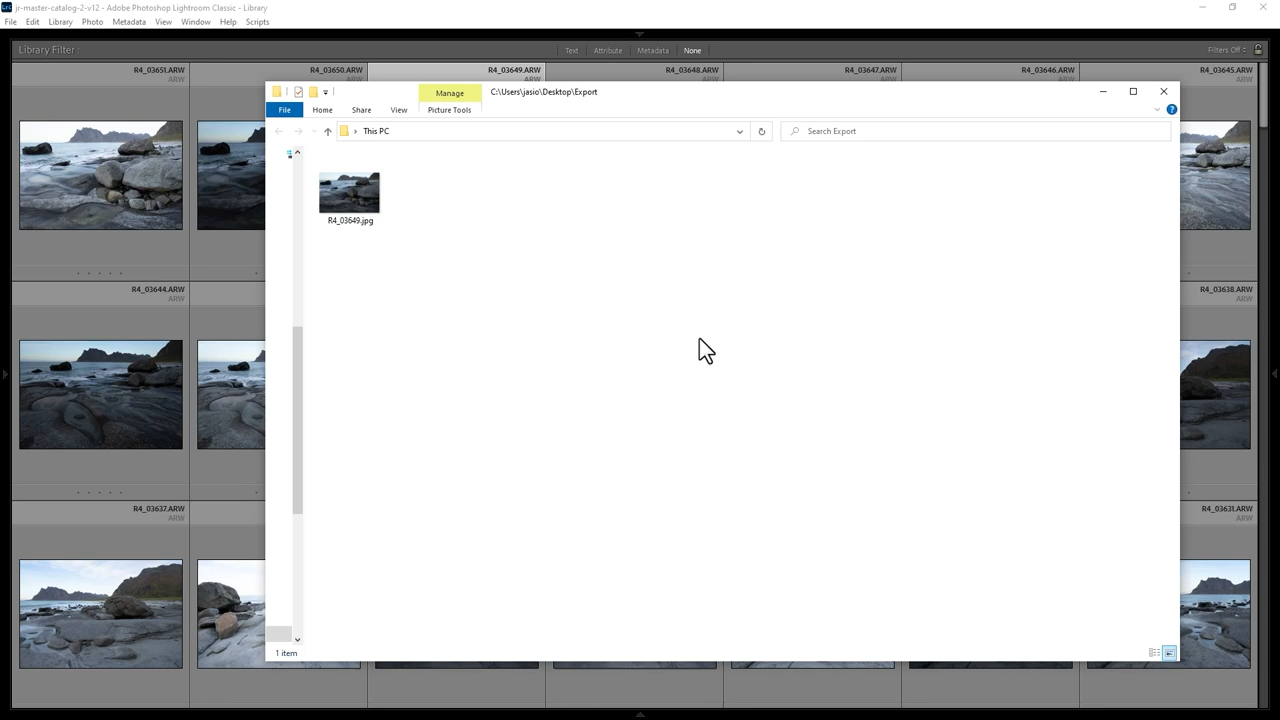 Lrc jr-master-catalog-2-v12 - Adobe Photoshop Lightroom Classic - Library
File Edit Library Photo Metadata View Window Help Scripts
Library Filter : Text Attribute Metadata None Filters Off
R4_03651.ARW
ARW
R4_03650.ARW
R4_03649.ARW
R4_03648.ARW
R4_03647.ARW
R4_03646.ARW
R4_03645.ARW
Manage C:\Users\jasio\Desktop\Export
File Home Share View Picture Tools
This PC Search Export
R4_03649.jpg
R4_03644.ARW
ARW
R4_03638.ARW
ARW
R4_03637.ARW
ARW
R4_03631.ARW
ARW
1 item